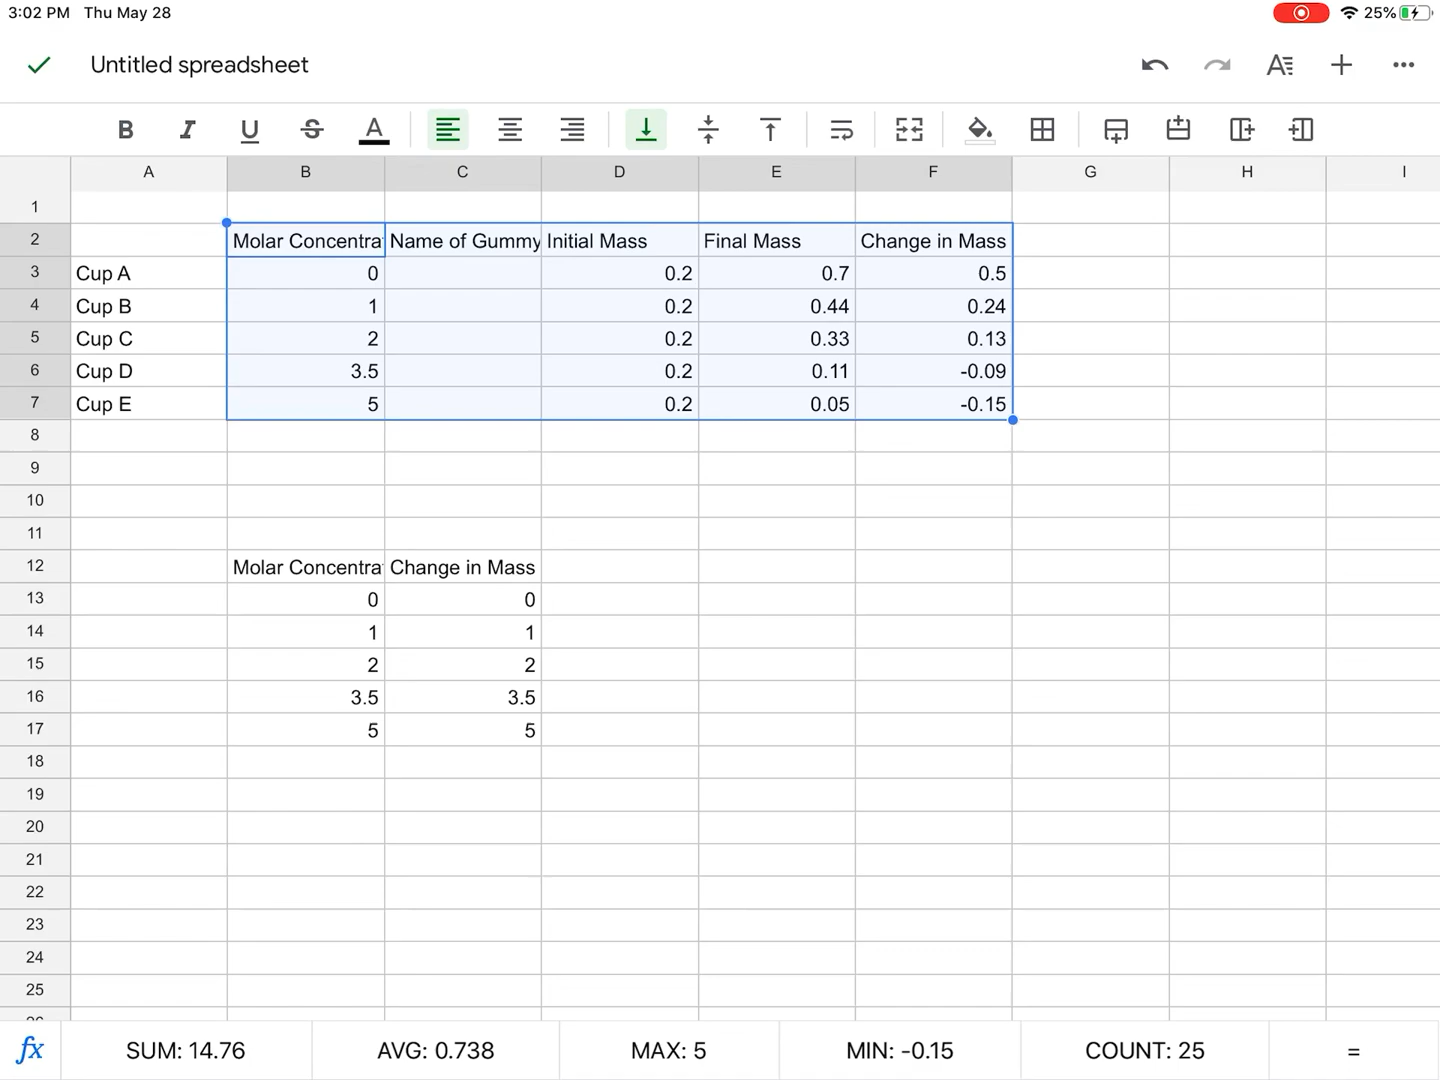 3:02 PM Thu May 28 25%
Untitled spreadsheet
B I U S A
A B C D E F G H I
1
2 Molar Concentra Name of Gummy Initial Mass Final Mass Change in Mass
3 Cup A 0 0.2 0.7 0.5
4 Cup B 1 0.2 0.44 0.24
5 Cup C 2 0.2 0.33 0.13
6 Cup D 3.5 0.2 0.11 -0.09
7 Cup E 5 0.2 0.05 -0.15
8
9
10
11
12 Molar Concentra Change in Mass
13 0 0
14 1 1
15 2 2
16 3.5 3.5
17 5 5
18
19
20
21
22
23
24
25
fx SUM: 14.76 AVG: 0.738 MAX: 5 MIN: -0.15 COUNT: 25 =